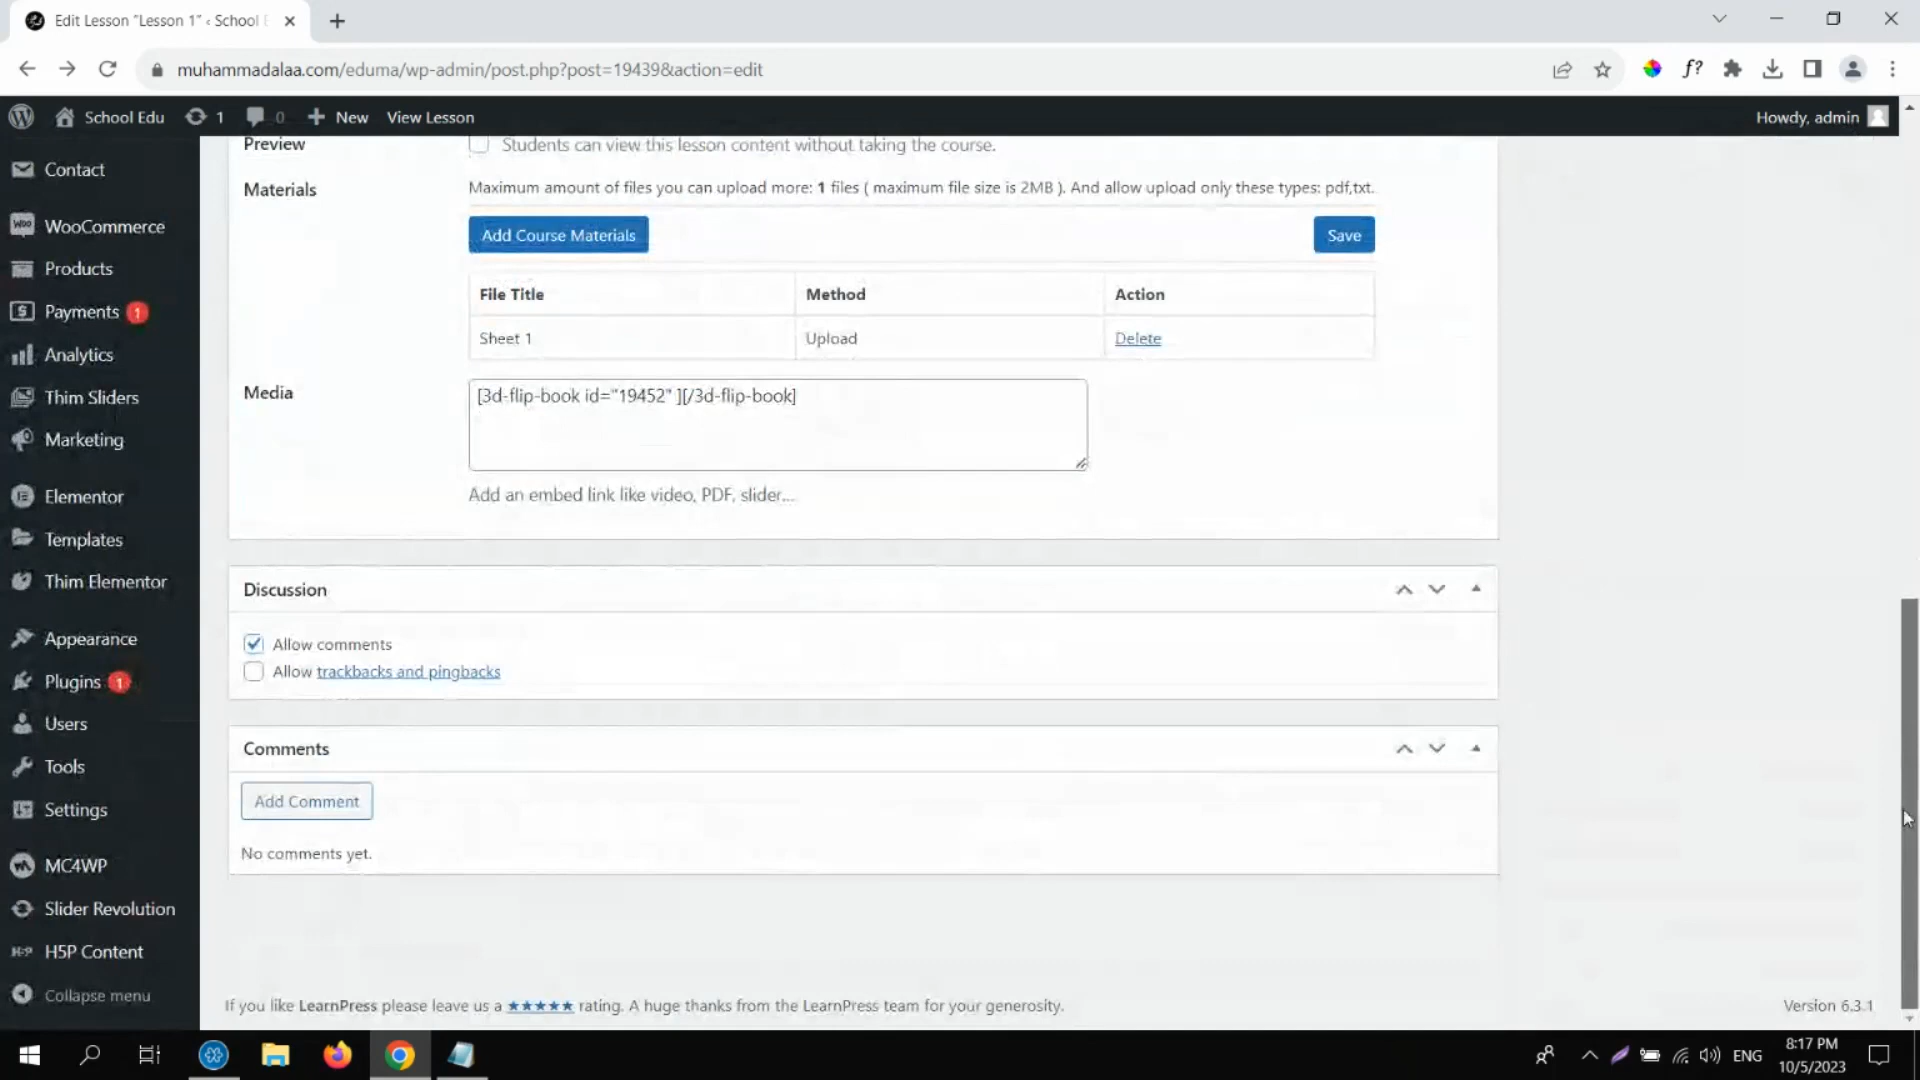 Edit Lesson "Lesson 1" ‹ School E
muhammadalaa.com/eduma/wp-admin/post.php?post=19439&action=edit
f?
School Edu
1
0
New
View Lesson
Howdy, admin
Contact
WooCommerce
Products
Payments 1
Analytics
Thim Sliders
Marketing
Elementor
Templates
Thim Elementor
Appearance
Plugins 1
Users
Tools
Settings
MC4WP
Slider Revolution
H5P Content
Collapse menu
Preview
Students can view this lesson content without taking the course.
Materials
Maximum amount of files you can upload more: 1 files ( maximum file size is 2MB ). And allow upload only these types: pdf,txt.
Add Course Materials
Save
File Title Method Action
Sheet 1 Upload Delete
Media
[3d-flip-book id="19452" ][/3d-flip-book]
Add an embed link like video, PDF, slider...
Discussion
Allow comments
Allow trackbacks and pingbacks
Comments
Add Comment
No comments yet.
If you like LearnPress please leave us a ★★★★★ rating. A huge thanks from the LearnPress team for your generosity.
Version 6.3.1
ENG
8:17 PM
10/5/2023